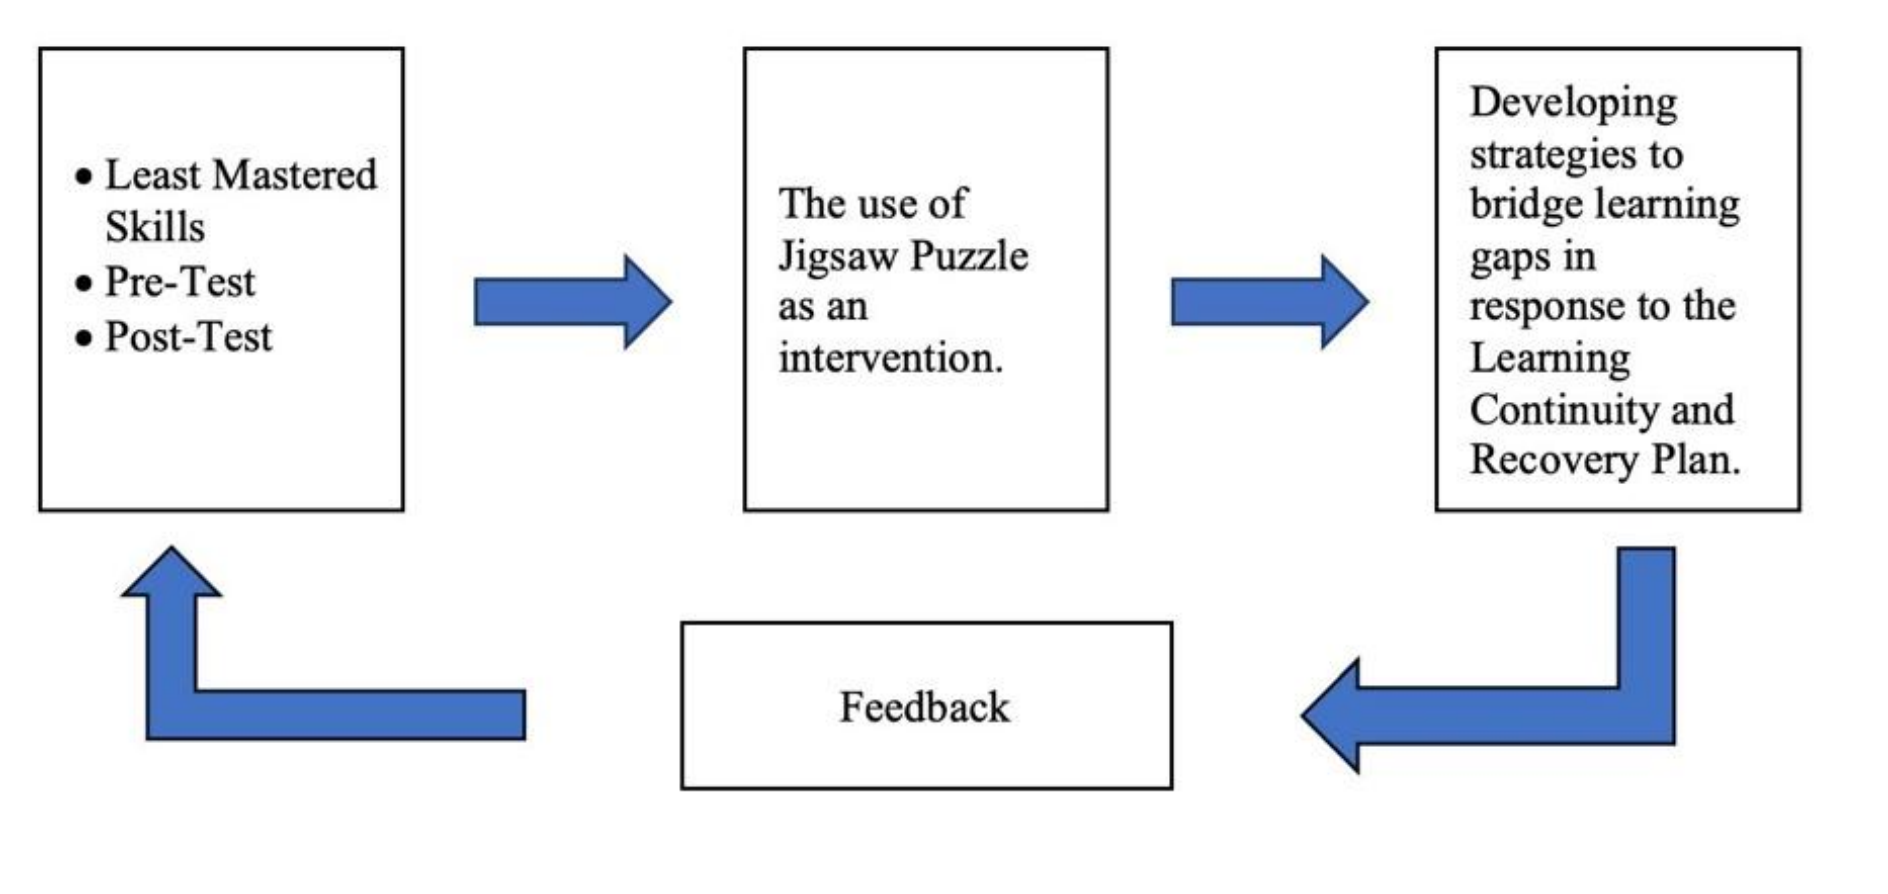 • Least Mastered
Skills
• Pre-Test
• Post-Test
The use of
Jigsaw Puzzle
as an
intervention.
Developing
strategies to
bridge learning
gaps in
response to the
Learning
Continuity and
Recovery Plan.
Feedback